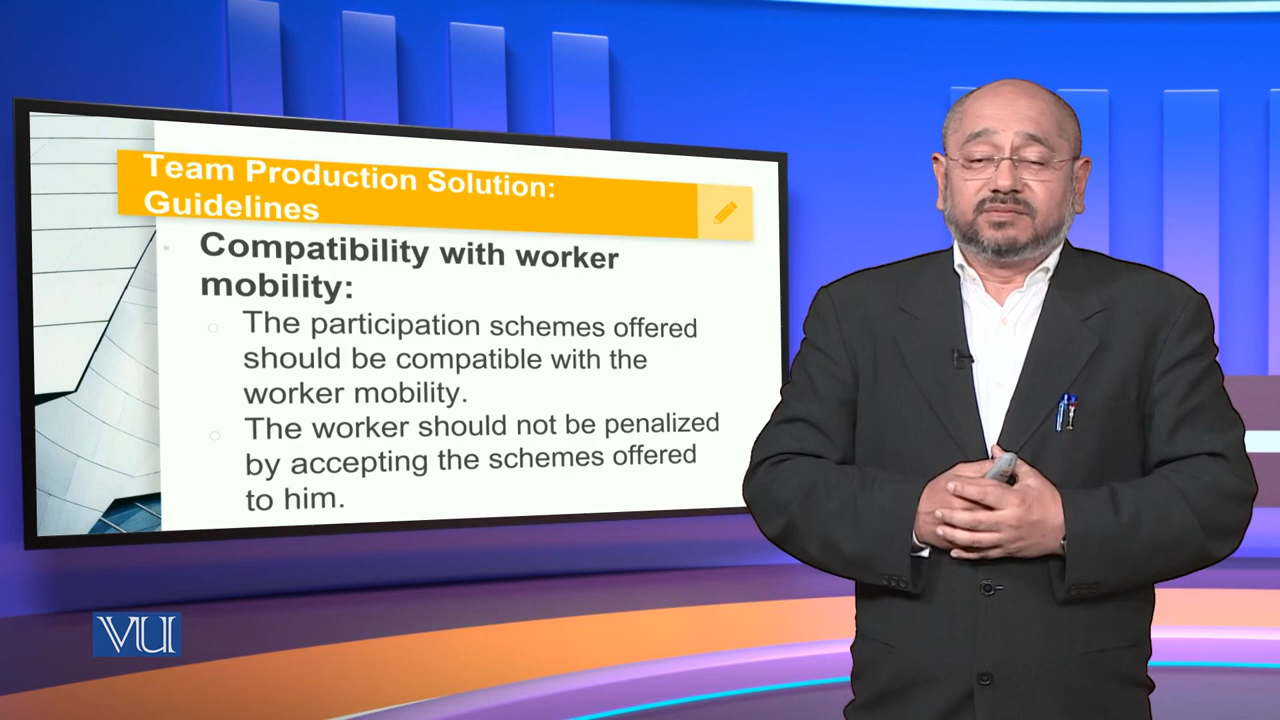 Team Production Solution:
Guidelines
Compatibility with worker
mobility:
The participation schemes offered
should be compatible with the
worker mobility.
The worker should not be penalized
by accepting the schemes offered
to him.
VU